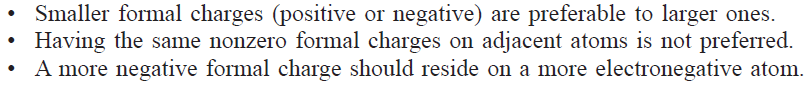 • Smaller formal charges (positive or negative) are preferable to larger ones.
• Having the same nonzero formal charges on adjacent atoms is not preferred.
• A more negative formal charge should reside on a more electronegative atom.